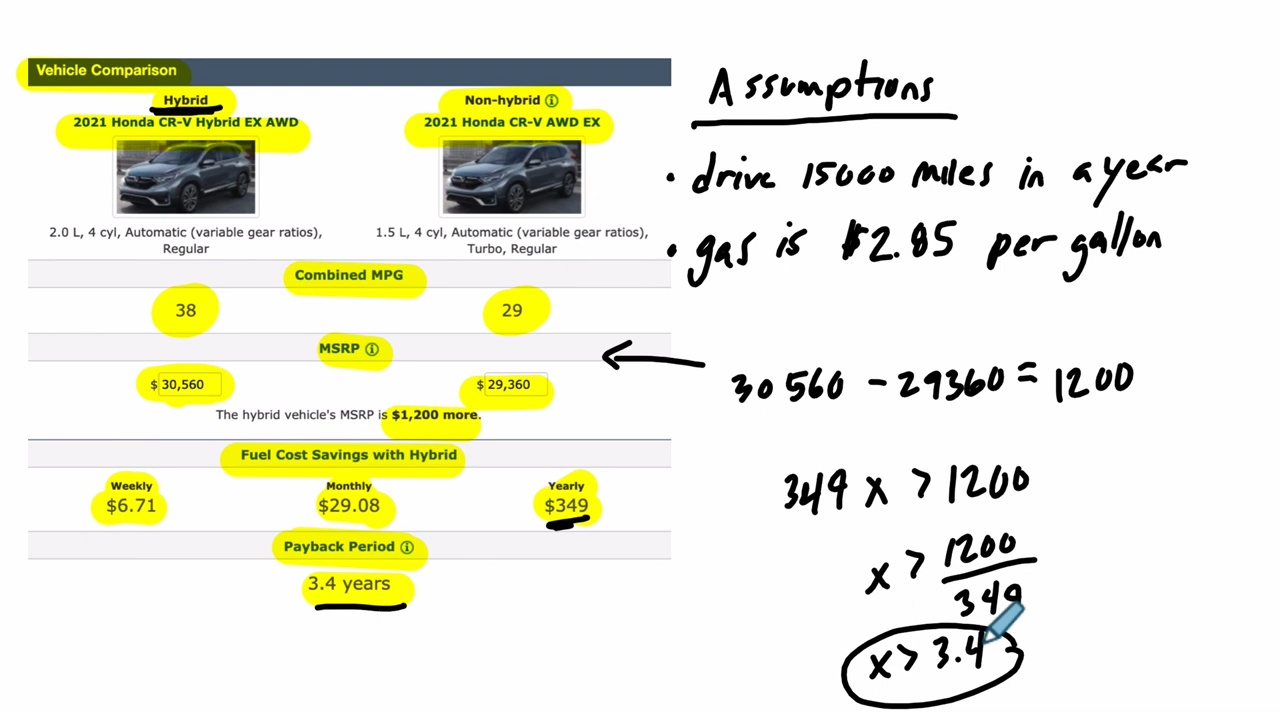 Vehicle Comparison
Hybrid
2021 Honda CR-V Hybrid EX AWD
2.0 L, 4 cyl, Automatic (variable gear ratios),
Regular
Non-hybrid ⓘ
2021 Honda CR-V AWD EX
1.5 L, 4 cyl, Automatic (variable gear ratios),
Turbo, Regular
Combined MPG
38 29
MSRP ⓘ
$ 30,560 $ 29,360
The hybrid vehicle's MSRP is $1,200 more.
Fuel Cost Savings with Hybrid
Weekly Monthly Yearly
$6.71 $29.08 $349
Payback Period ⓘ
3.4 years
Assumptions
• drive 15000 miles in a year
• gas is $2.85 per gallon
30560 - 29360 = 1200
349 x > 1200
x > 1200
349
x > 3.4